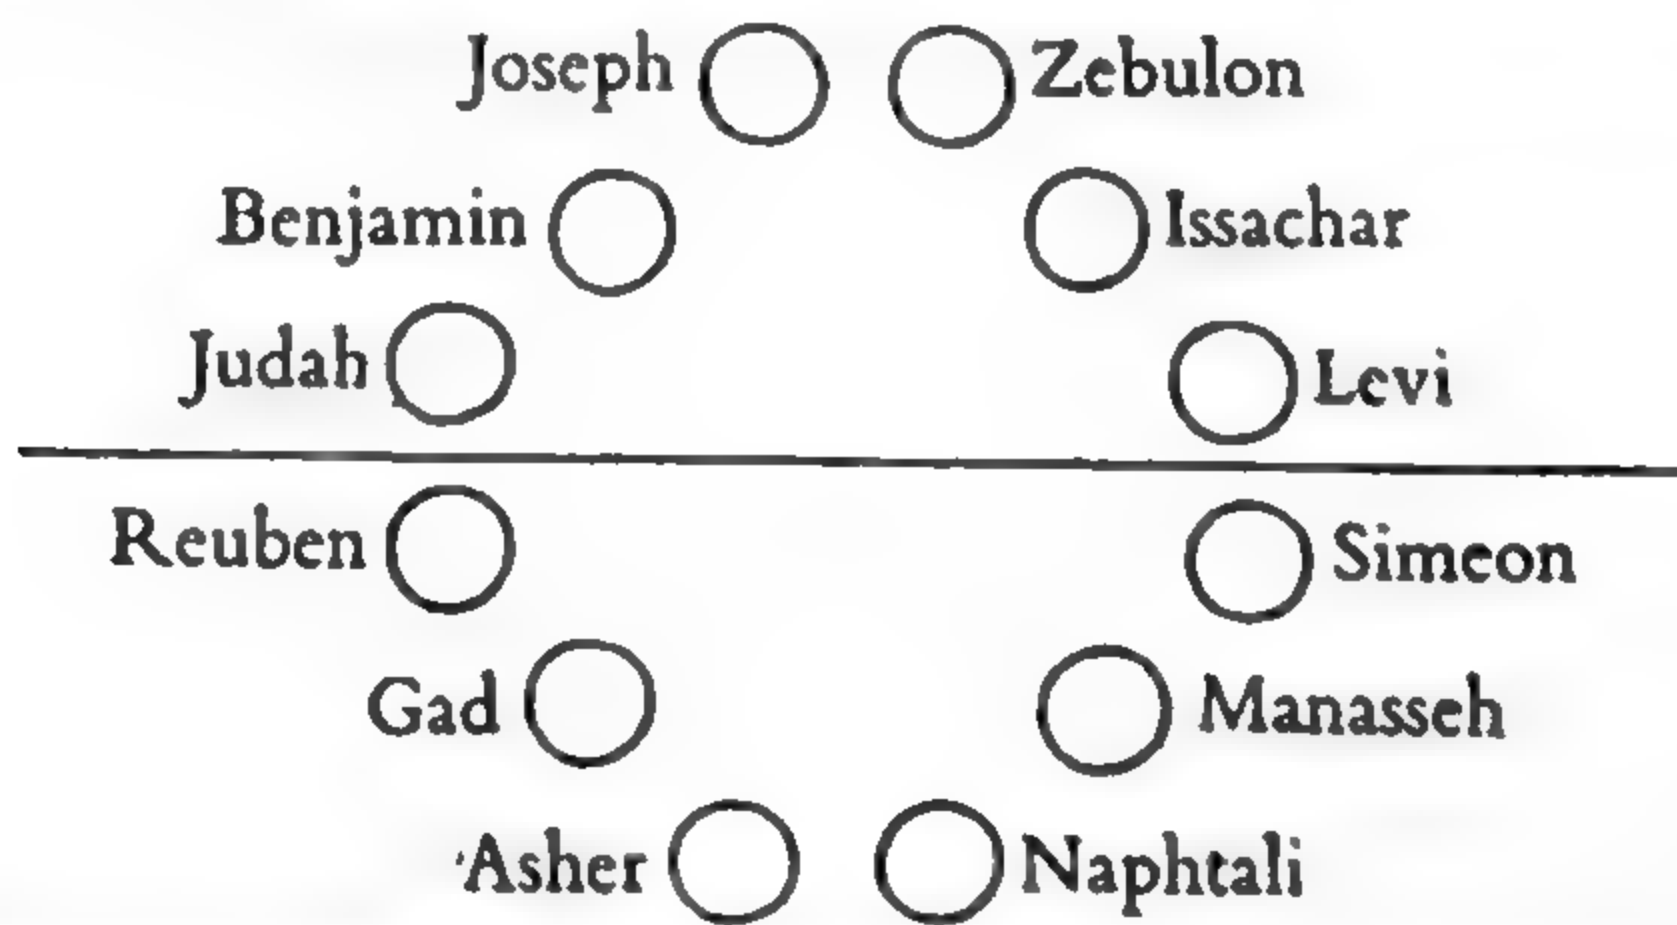 Joseph Zebulon
Benjamin Issachar
Judah Levi
Reuben Simeon
Gad Manasseh
Asher Naphtali